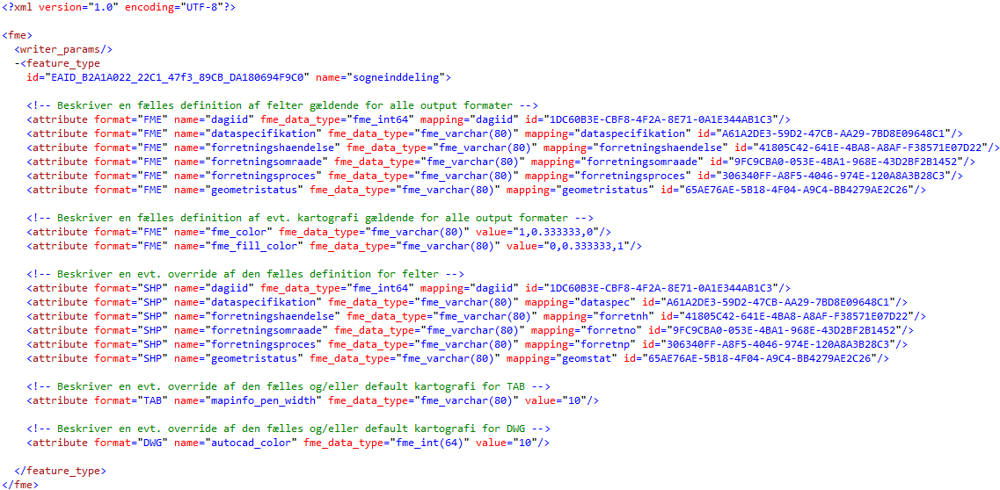 <?xml version="1.0" encoding="UTF-8"?>
<fme>
<writer_params/>
-<feature_type
id="EAID_B2A1A022_22C1_47f3_89CB_DA180694F9C0" name="sogneinddeling">
<!-- Beskriver en fælles definition af felter gældende for alle output formater -->
<attribute format="FME" name="dagiid" fme_data_type="fme_int64" mapping="dagiid" id="1DC60B3E-CBF8-4F2A-8E71-0A1E344AB1C3"/>
<attribute format="FME" name="dataspecifikation" fme_data_type="fme_varchar(80)" mapping="dataspecifikation" id="A61A2DE3-59D2-47CB-AA29-7BD8E09648C1"/>
<attribute format="FME" name="forretningshaendelse" fme_data_type="fme_varchar(80)" mapping="forretningshaendelse" id="41805C42-641E-4BA8-A8AF-F38571E07D22"/>
<attribute format="FME" name="forretningsomraade" fme_data_type="fme_varchar(80)" mapping="forretningsomraade" id="9FC9CBA0-053E-4BA1-968E-43D2BF2B1452"/>
<attribute format="FME" name="forretningsproces" fme_data_type="fme_varchar(80)" mapping="forretningsproces" id="306340FF-A8F5-4046-974E-120A8A3B28C3"/>
<attribute format="FME" name="geometristatus" fme_data_type="fme_varchar(80)" mapping="geometristatus" id="65AE76AE-5B18-4F04-A9C4-BB4279AE2C26"/>
<!-- Beskriver en fælles definition af evt. kartografi gældende for alle output formater -->
<attribute format="FME" name="fme_color" fme_data_type="fme_varchar(80)" value="1,0.333333,0"/>
<attribute format="FME" name="fme_fill_color" fme_data_type="fme_varchar(80)" value="0,0.333333,1"/>
<!-- Beskriver en evt. override af den fælles definition for felter -->
<attribute format="SHP" name="dagiid" fme_data_type="fme_int64" mapping="dagiid" id="1DC60B3E-CBF8-4F2A-8E71-0A1E344AB1C3"/>
<attribute format="SHP" name="dataspecifikation" fme_data_type="fme_varchar(80)" mapping="dataspec" id="A61A2DE3-59D2-47CB-AA29-7BD8E09648C1"/>
<attribute format="SHP" name="forretningshaendelse" fme_data_type="fme_varchar(80)" mapping="forretnh" id="41805C42-641E-4BA8-A8AF-F38571E07D22"/>
<attribute format="SHP" name="forretningsomraade" fme_data_type="fme_varchar(80)" mapping="forretno" id="9FC9CBA0-053E-4BA1-968E-43D2BF2B1452"/>
<attribute format="SHP" name="forretningsproces" fme_data_type="fme_varchar(80)" mapping="forretnp" id="306340FF-A8F5-4046-974E-120A8A3B28C3"/>
<attribute format="SHP" name="geometristatus" fme_data_type="fme_varchar(80)" mapping="geomstat" id="65AE76AE-5B18-4F04-A9C4-BB4279AE2C26"/>
<!-- Beskriver en evt. override af den fælles og/eller default kartografi for TAB -->
<attribute format="TAB" name="mapinfo_pen_width" fme_data_type="fme_varchar(80)" value="10"/>
<!-- Beskriver en evt. override af den fælles og/eller default kartografi for DWG -->
<attribute format="DWG" name="autocad_color" fme_data_type="fme_int(64)" value="10"/>
</feature_type>
</fme>